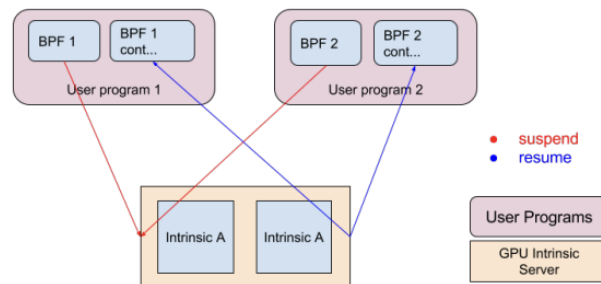 BPF 1
BPF 1
cont...
User program 1
BPF 2
BPF 2
cont...
User program 2
suspend
resume
Intrinsic A
Intrinsic A
User Programs
GPU Intrinsic
Server